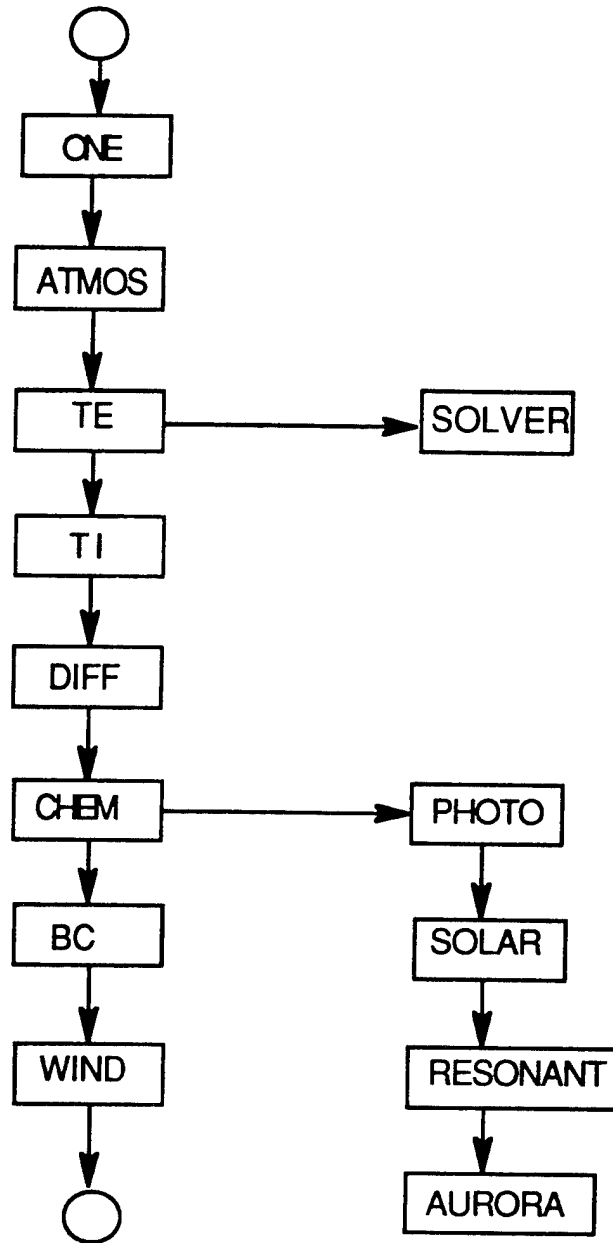 ONE
ATMOS
TE
SOLVER
TI
DIFF
CHEM
PHOTO
BC
SOLAR
WIND
RESONANT
AURORA